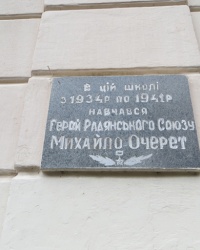 В цій школі
з 1934р по 1941р
навчався
Герой Радянського Союзу
Михайло Очерет